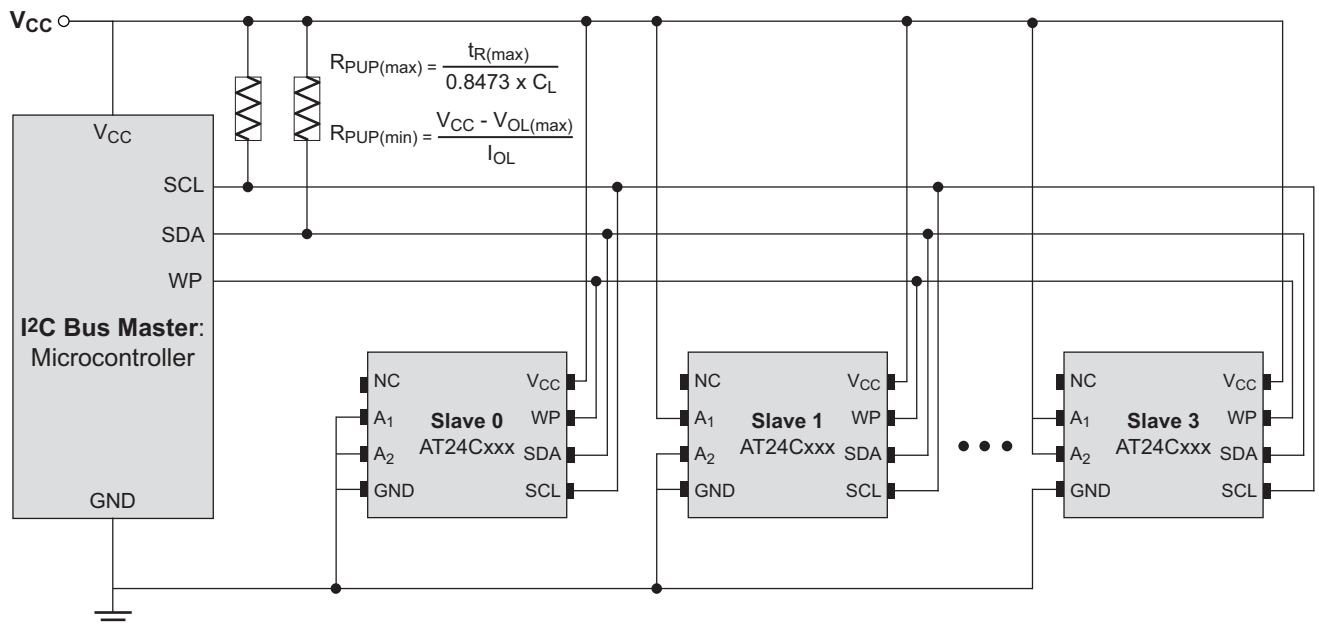 VCC
RPUP(max) = tR(max) / 0.8473 x CL
RPUP(min) = VCC - VOL(max) / IOL
VCC
SCL
SDA
WP
I2C Bus Master:
Microcontroller
GND
NC
A1
A2
GND
Slave 0
AT24Cxxx
VCC
WP
SDA
SCL
NC
A1
A2
GND
Slave 1
AT24Cxxx
VCC
WP
SDA
SCL
NC
A1
A2
GND
Slave 3
AT24Cxxx
VCC
WP
SDA
SCL